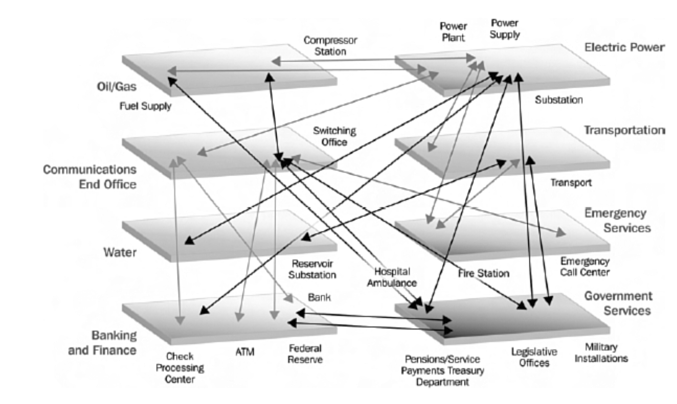 Power
Plant
Power
Supply
Compressor
Station
Electric Power
Oil/Gas
Fuel Supply
Substation
Switching
Office
Transportation
Communications
End Office
Transport
Emergency
Services
Water
Reservoir
Substation
Hospital
Ambulance
Fire Station
Emergency
Call Center
Bank
Government
Services
Banking
and Finance
Check
Processing
Center
ATM
Federal
Reserve
Pensions/Service
Payments Treasury
Department
Legislative
Offices
Military
Installations